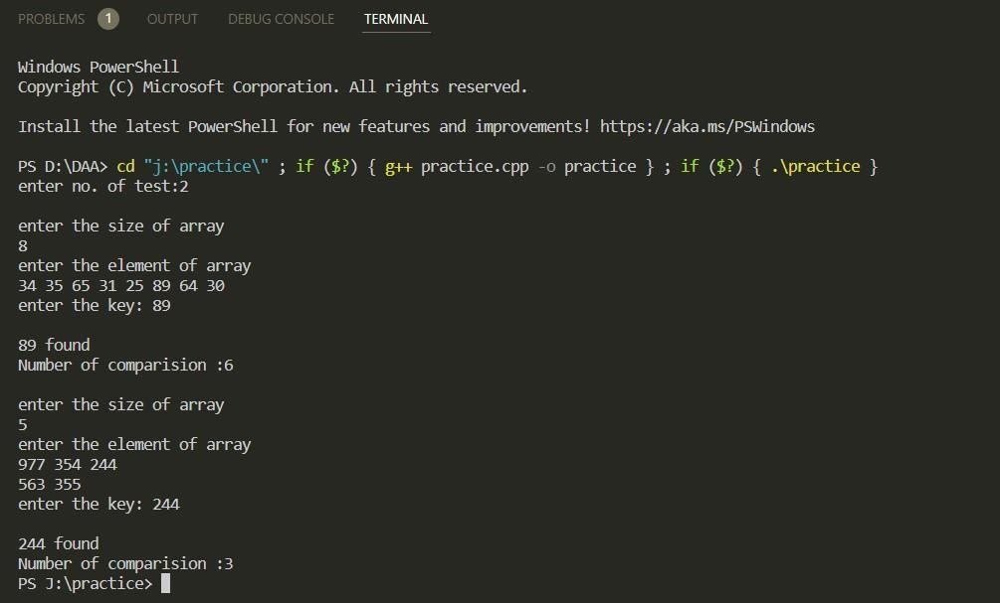 PROBLEMS 1 OUTPUT DEBUG CONSOLE TERMINAL
Windows PowerShell
Copyright (C) Microsoft Corporation. All rights reserved.
Install the latest PowerShell for new features and improvements! https://aka.ms/PSWindows
PS D:\DAA> cd "j:\practice\" ; if ($?) { g++ practice.cpp -o practice } ; if ($?) { .\practice }
enter no. of test:2
enter the size of array
8
enter the element of array
34 35 65 31 25 89 64 30
enter the key: 89
89 found
Number of comparision :6
enter the size of array
5
enter the element of array
977 354 244
563 355
enter the key: 244
244 found
Number of comparision :3
PS J:\practice>